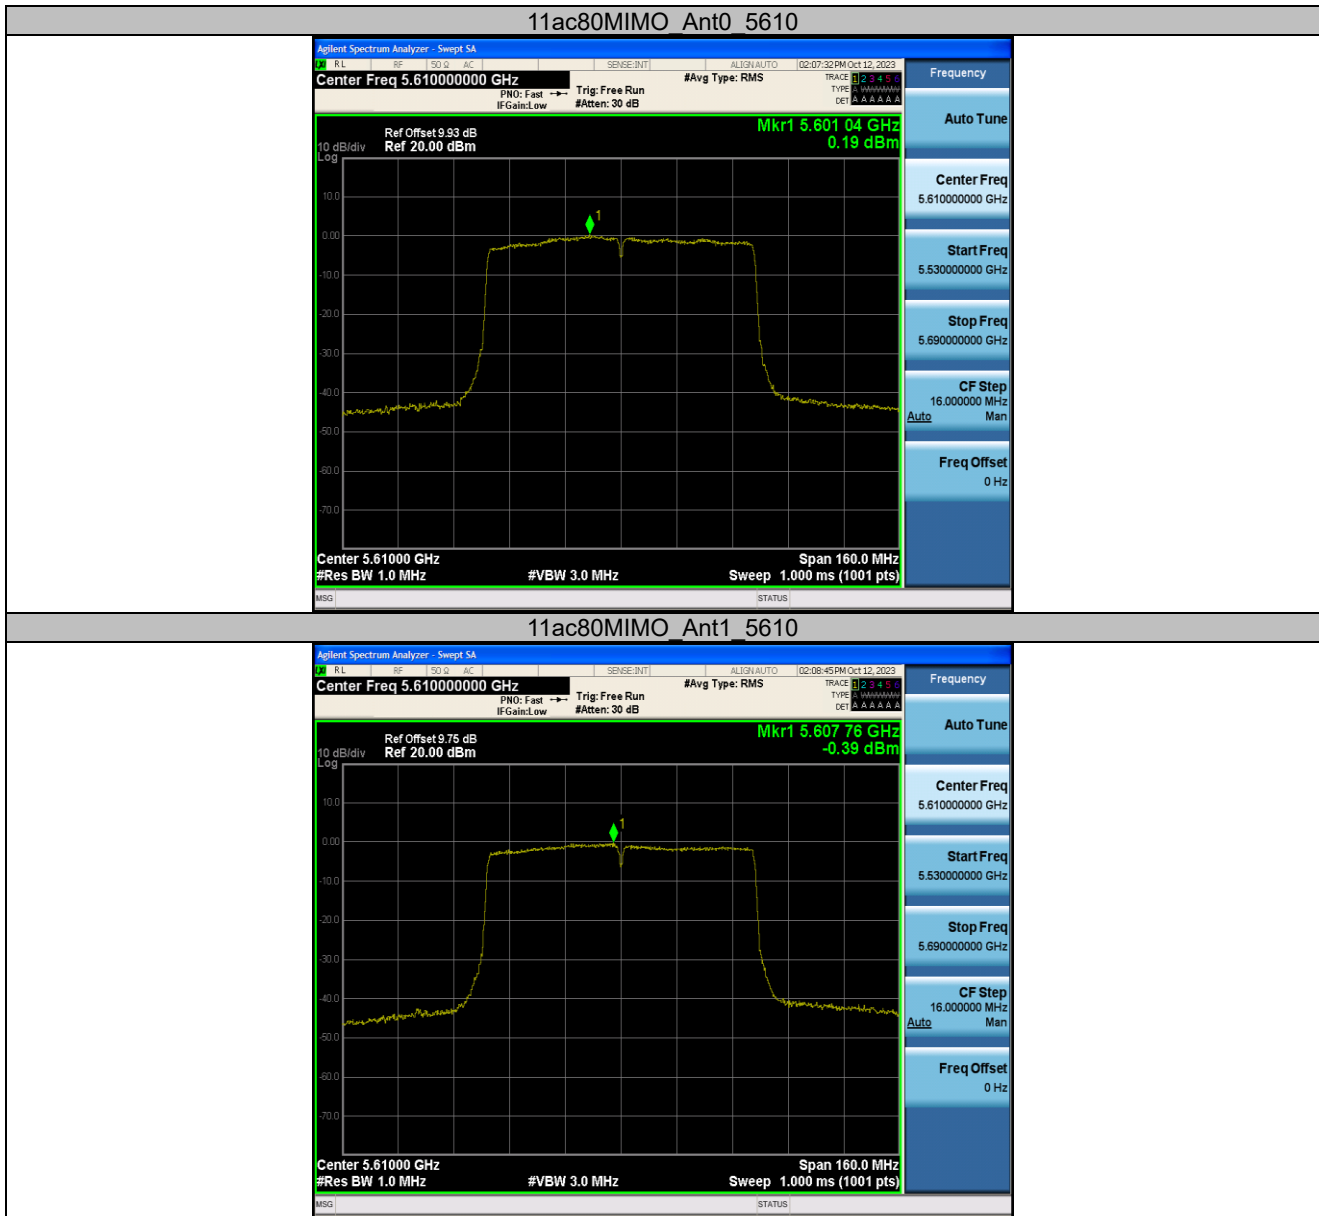 11ac80MIMO_Ant0_5610
Agilent Spectrum Analyzer - Swept SA
RL RF 50 Ω AC SENSE:INT ALIGNAUTO 02:07:32 PM Oct 12, 2023
Center Freq 5.610000000 GHz
#Avg Type: RMS
TRACE 1 2 3 4 5 6
PNO: Fast Trig: Free Run
TYPE A
IFGain:Low #Atten: 30 dB
DET A A A A A A
Frequency
Auto Tune
Mkr1 5.601 04 GHz
0.19 dBm
Ref Offset 9.93 dB
10 dB/div Ref 20.00 dBm
Log
10.0
0.00
-10.0
-20.0
-30.0
-40.0
-50.0
-60.0
-70.0
1
Center 5.61000 GHz Span 160.0 MHz
#Res BW 1.0 MHz #VBW 3.0 MHz Sweep 1.000 ms (1001 pts)
Center Freq
5.610000000 GHz
Start Freq
5.530000000 GHz
Stop Freq
5.690000000 GHz
CF Step
16.000000 MHz
Auto Man
Freq Offset
0 Hz
MSG STATUS
11ac80MIMO_Ant1_5610
Agilent Spectrum Analyzer - Swept SA
RL RF 50 Ω AC SENSE:INT ALIGNAUTO 02:08:45 PM Oct 12, 2023
Center Freq 5.610000000 GHz
#Avg Type: RMS
TRACE 1 2 3 4 5 6
PNO: Fast Trig: Free Run
TYPE A
IFGain:Low #Atten: 30 dB
DET A A A A A A
Frequency
Auto Tune
Mkr1 5.607 76 GHz
-0.39 dBm
Ref Offset 9.75 dB
10 dB/div Ref 20.00 dBm
Log
10.0
0.00
-10.0
-20.0
-30.0
-40.0
-50.0
-60.0
-70.0
1
Center 5.61000 GHz Span 160.0 MHz
#Res BW 1.0 MHz #VBW 3.0 MHz Sweep 1.000 ms (1001 pts)
Center Freq
5.610000000 GHz
Start Freq
5.530000000 GHz
Stop Freq
5.690000000 GHz
CF Step
16.000000 MHz
Auto Man
Freq Offset
0 Hz
MSG STATUS